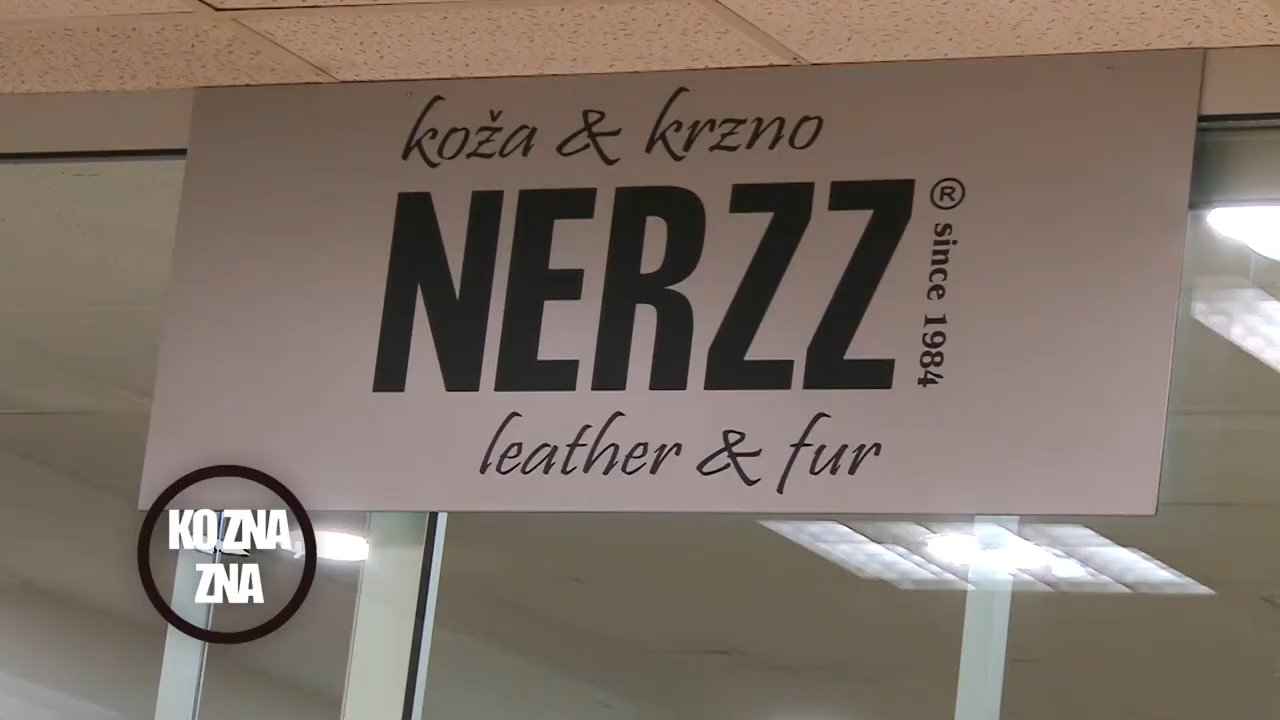 koža & krzno
NERZZ
® since 1984
leather & fur
KO ZNA,
ZNA